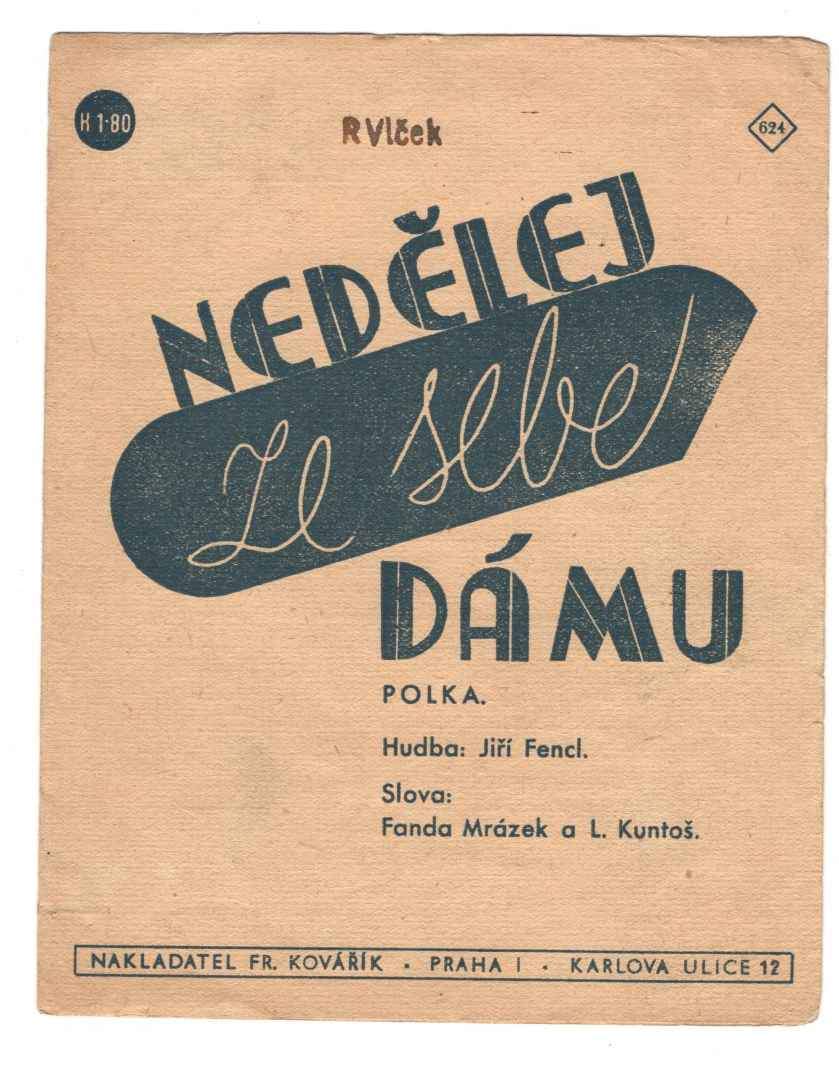 K 1·80
RVlček
624
NEDĚLEJ
ze sebe
DÁMU
POLKA.
Hudba: Jiří Fencl.
Slova:
Fanda Mrázek a L. Kuntoš.
NAKLADATEL FR. KOVÁŘÍK · PRAHA I · KARLOVA ULICE 12